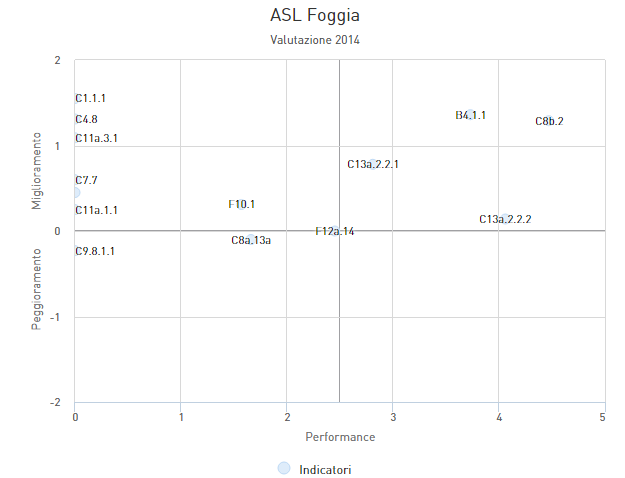 ASL Foggia
Valutazione 2014
Miglioramento
Peggioramento
2
1
0
-1
-2
C1.1.1
C4.8
C11a.3.1
C7.7
C11a.1.1
C9.8.1.1
F10.1
C8a.13a
F12a.14
C13a.2.2.1
B4.1.1
C8b.2
C13a.2.2.2
0 1 2 3 4 5
Performance
Indicatori